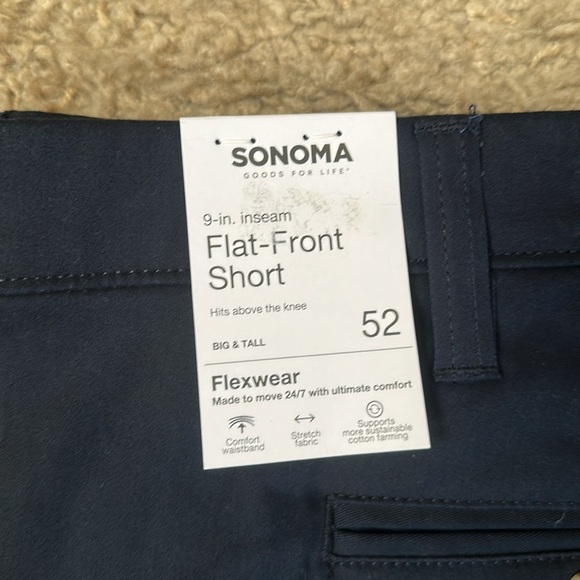 SONOMA
GOODS FOR LIFE®
9-in. inseam
Flat-Front
Short
Hits above the knee
52
BIG & TALL
Flexwear
Made to move 24/7 with ultimate comfort
Comfort
waistband
Stretch
fabric
Supports
more sustainable
cotton farming